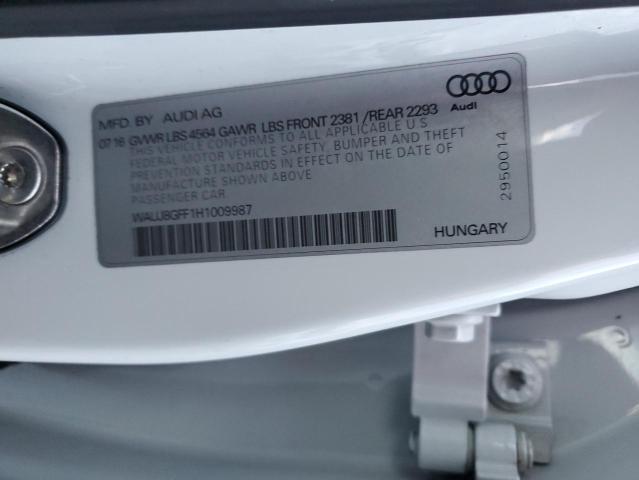 MFD. BY AUDI AG
07 16 GVWR LBS 4564 GAWR LBS FRONT 2381 /REAR 2293
THIS VEHICLE CONFORMS TO ALL APPLICABLE U.S.
FEDERAL MOTOR VEHICLE SAFETY, BUMPER AND THEFT
PREVENTION STANDARDS IN EFFECT ON THE DATE OF
MANUFACTURE SHOWN ABOVE
PASSENGER CAR
WAUJ8GFF1H1009987
Audi
2950014
HUNGARY